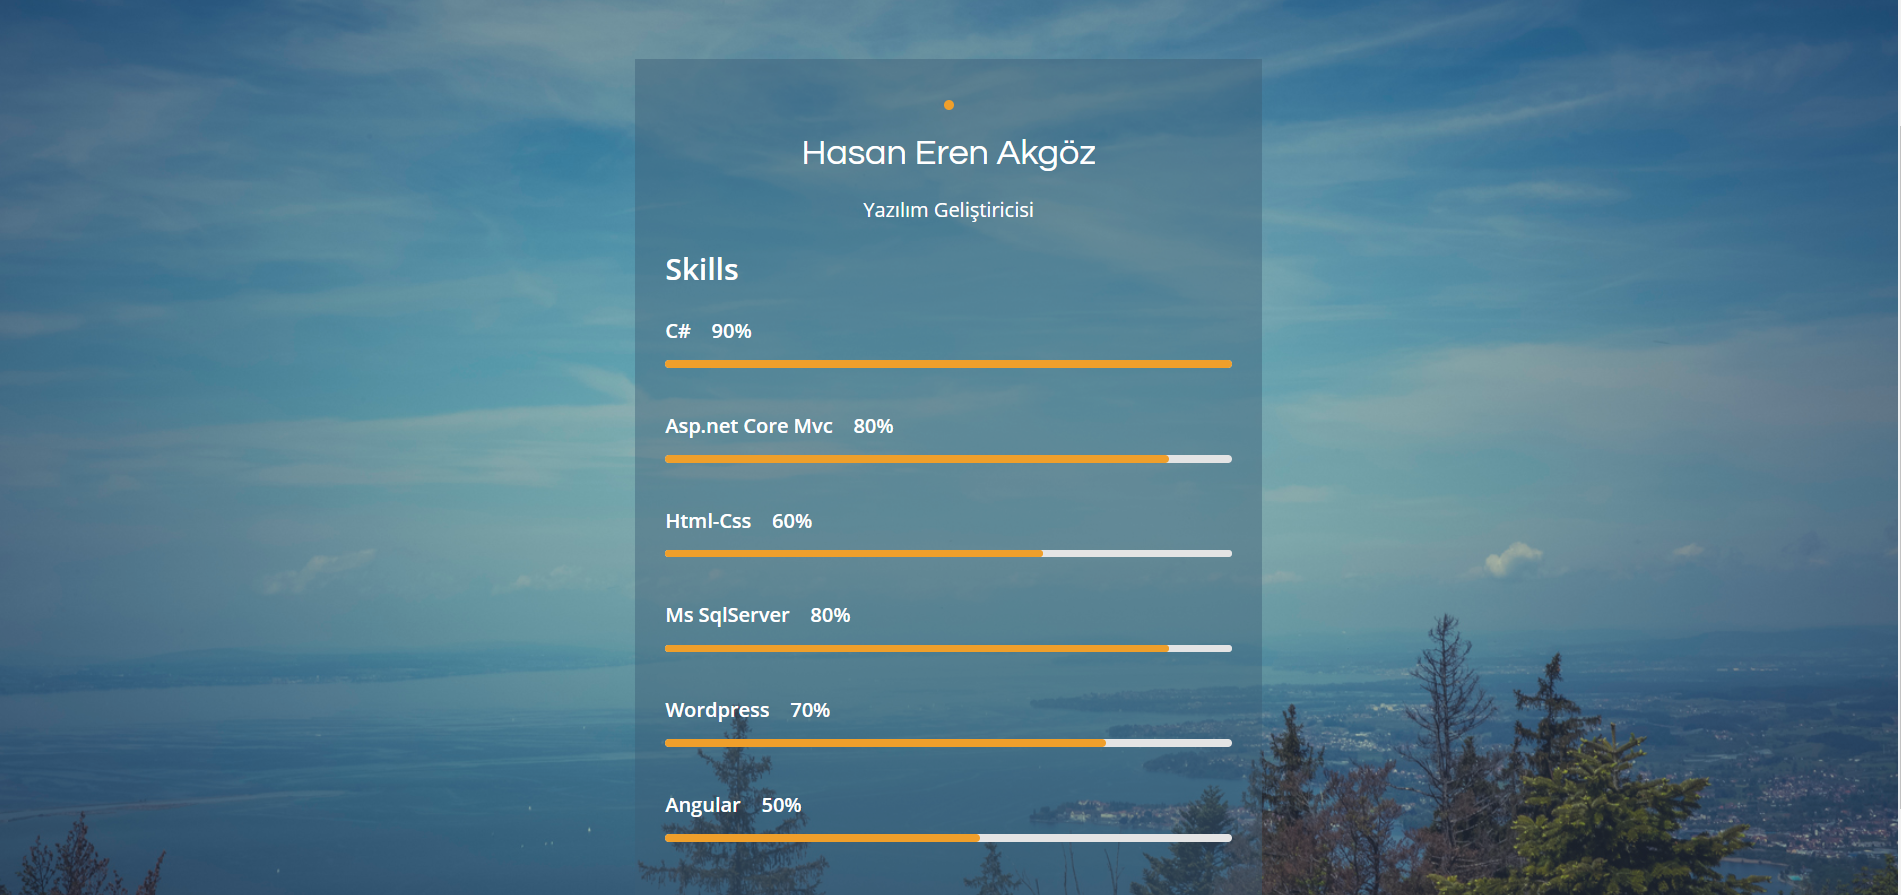 Hasan Eren Akgöz
Yazılım Geliştiricisi
Skills
C# 90%
Asp.net Core Mvc 80%
Html-Css 60%
Ms SqlServer 80%
Wordpress 70%
Angular 50%